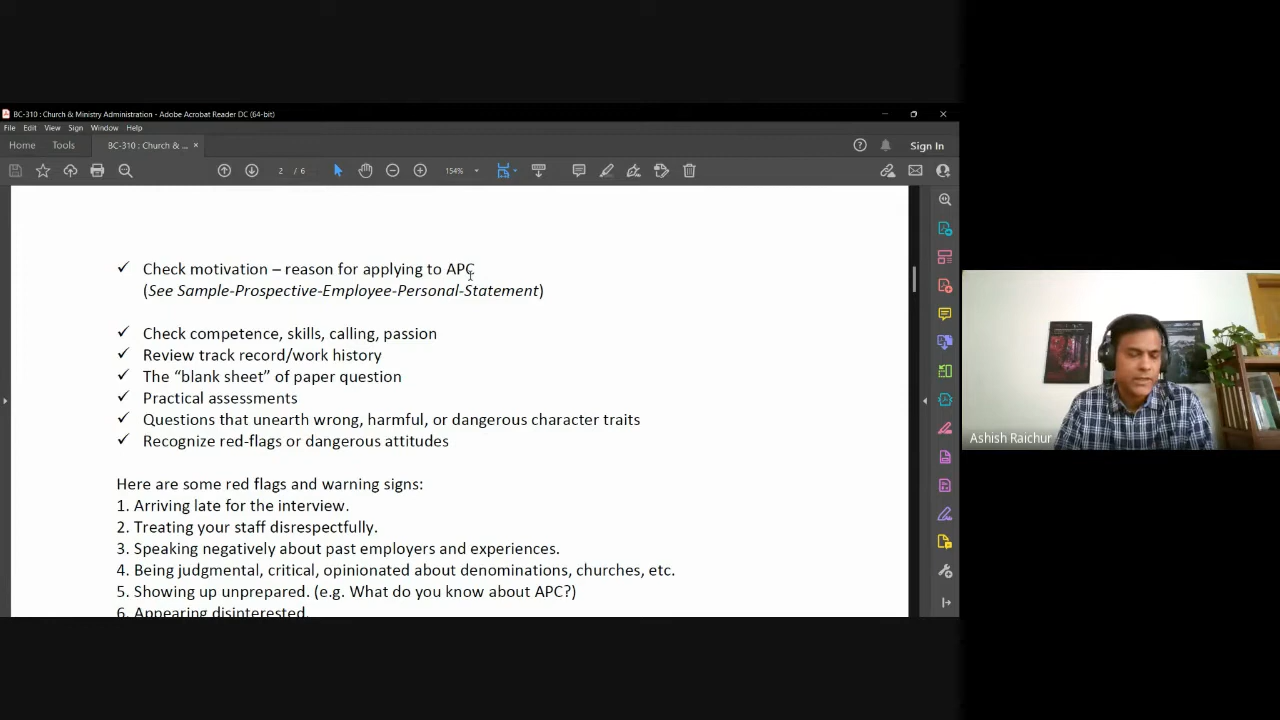 BC-310 : Church & Ministry Administration - Adobe Acrobat Reader DC (64-bit)
File Edit View Sign Window Help
Home Tools BC-310 : Church & ... × Sign In
2 / 6 154%
✓ Check motivation – reason for applying to APC
(See Sample-Prospective-Employee-Personal-Statement)
✓ Check competence, skills, calling, passion
✓ Review track record/work history
✓ The “blank sheet” of paper question
✓ Practical assessments
✓ Questions that unearth wrong, harmful, or dangerous character traits
✓ Recognize red-flags or dangerous attitudes
Here are some red flags and warning signs:
1. Arriving late for the interview.
2. Treating your staff disrespectfully.
3. Speaking negatively about past employers and experiences.
4. Being judgmental, critical, opinionated about denominations, churches, etc.
5. Showing up unprepared. (e.g. What do you know about APC?)
6. Appearing disinterested.
Ashish Raichur